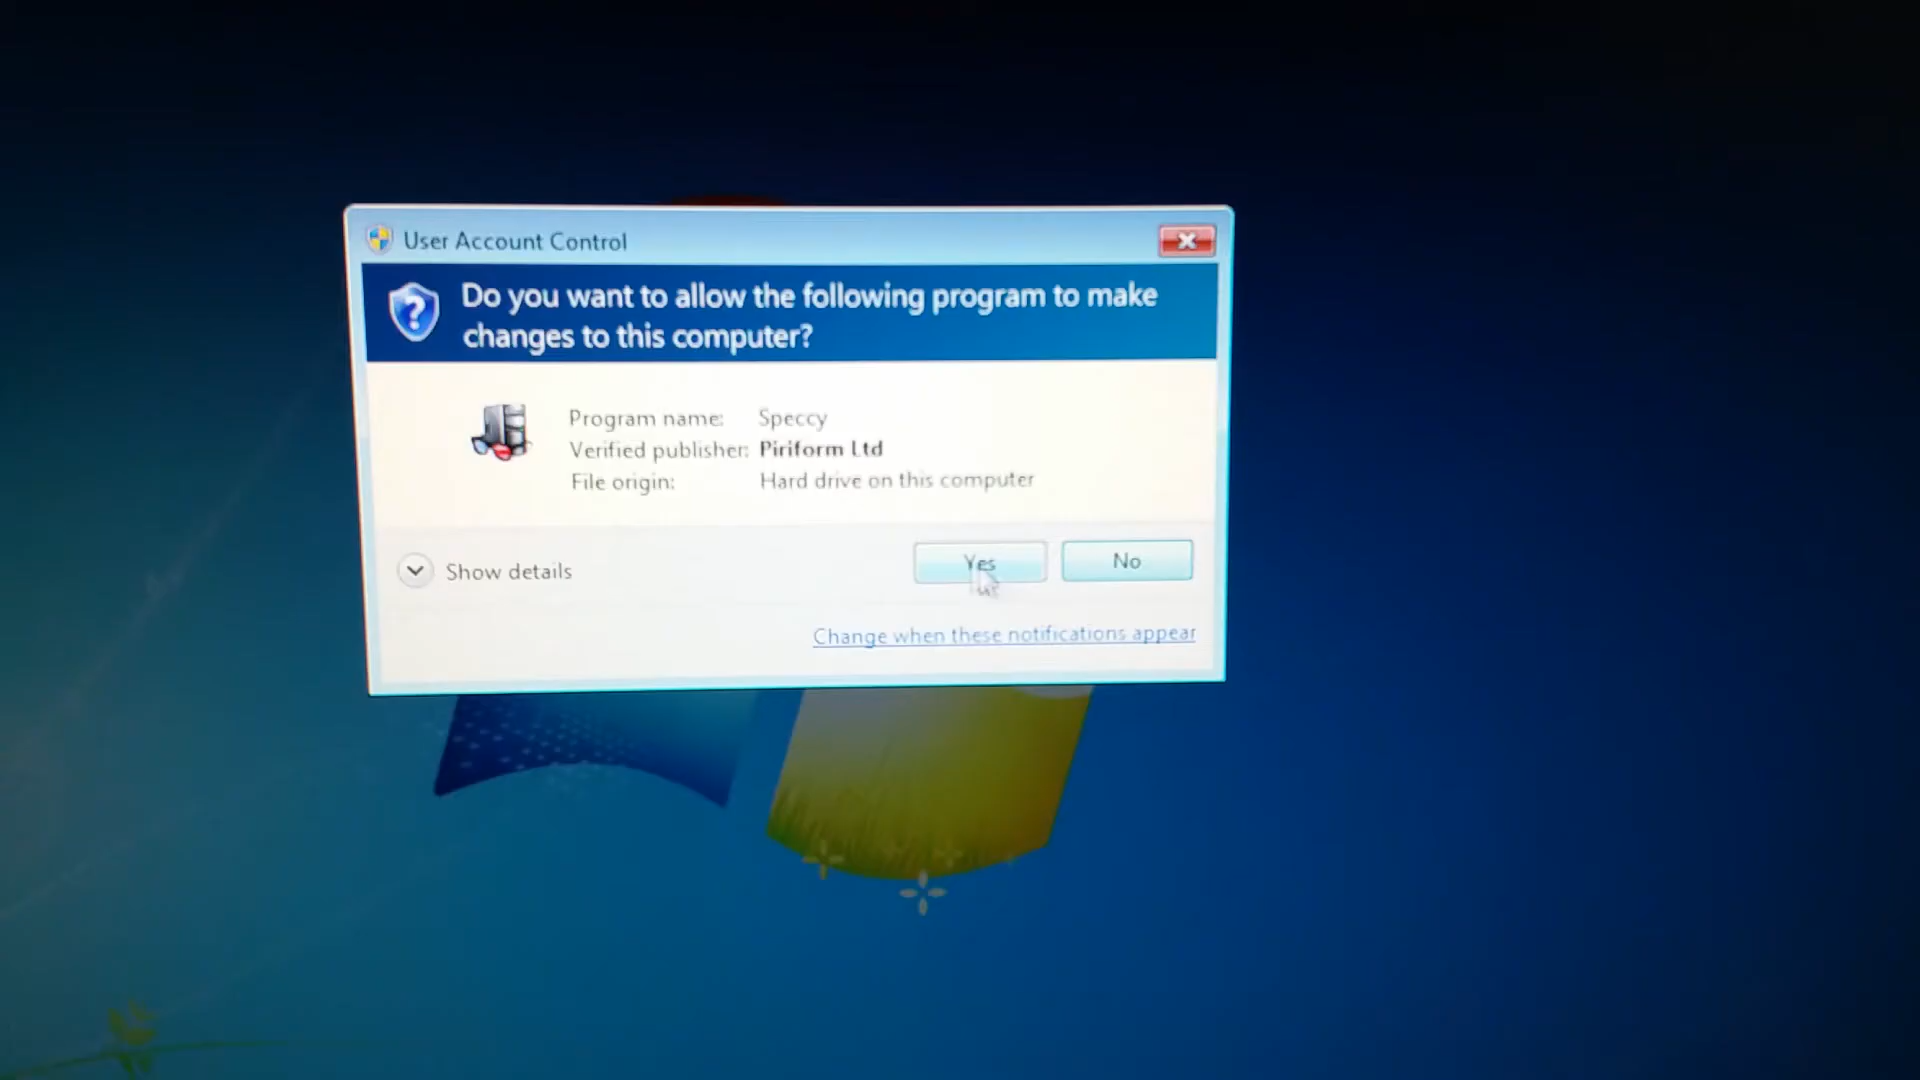 User Account Control
Do you want to allow the following program to make
changes to this computer?
Program name: Speccy
Verified publisher: Piriform Ltd
File origin: Hard drive on this computer
Show details
Yes
No
Change when these notifications appear